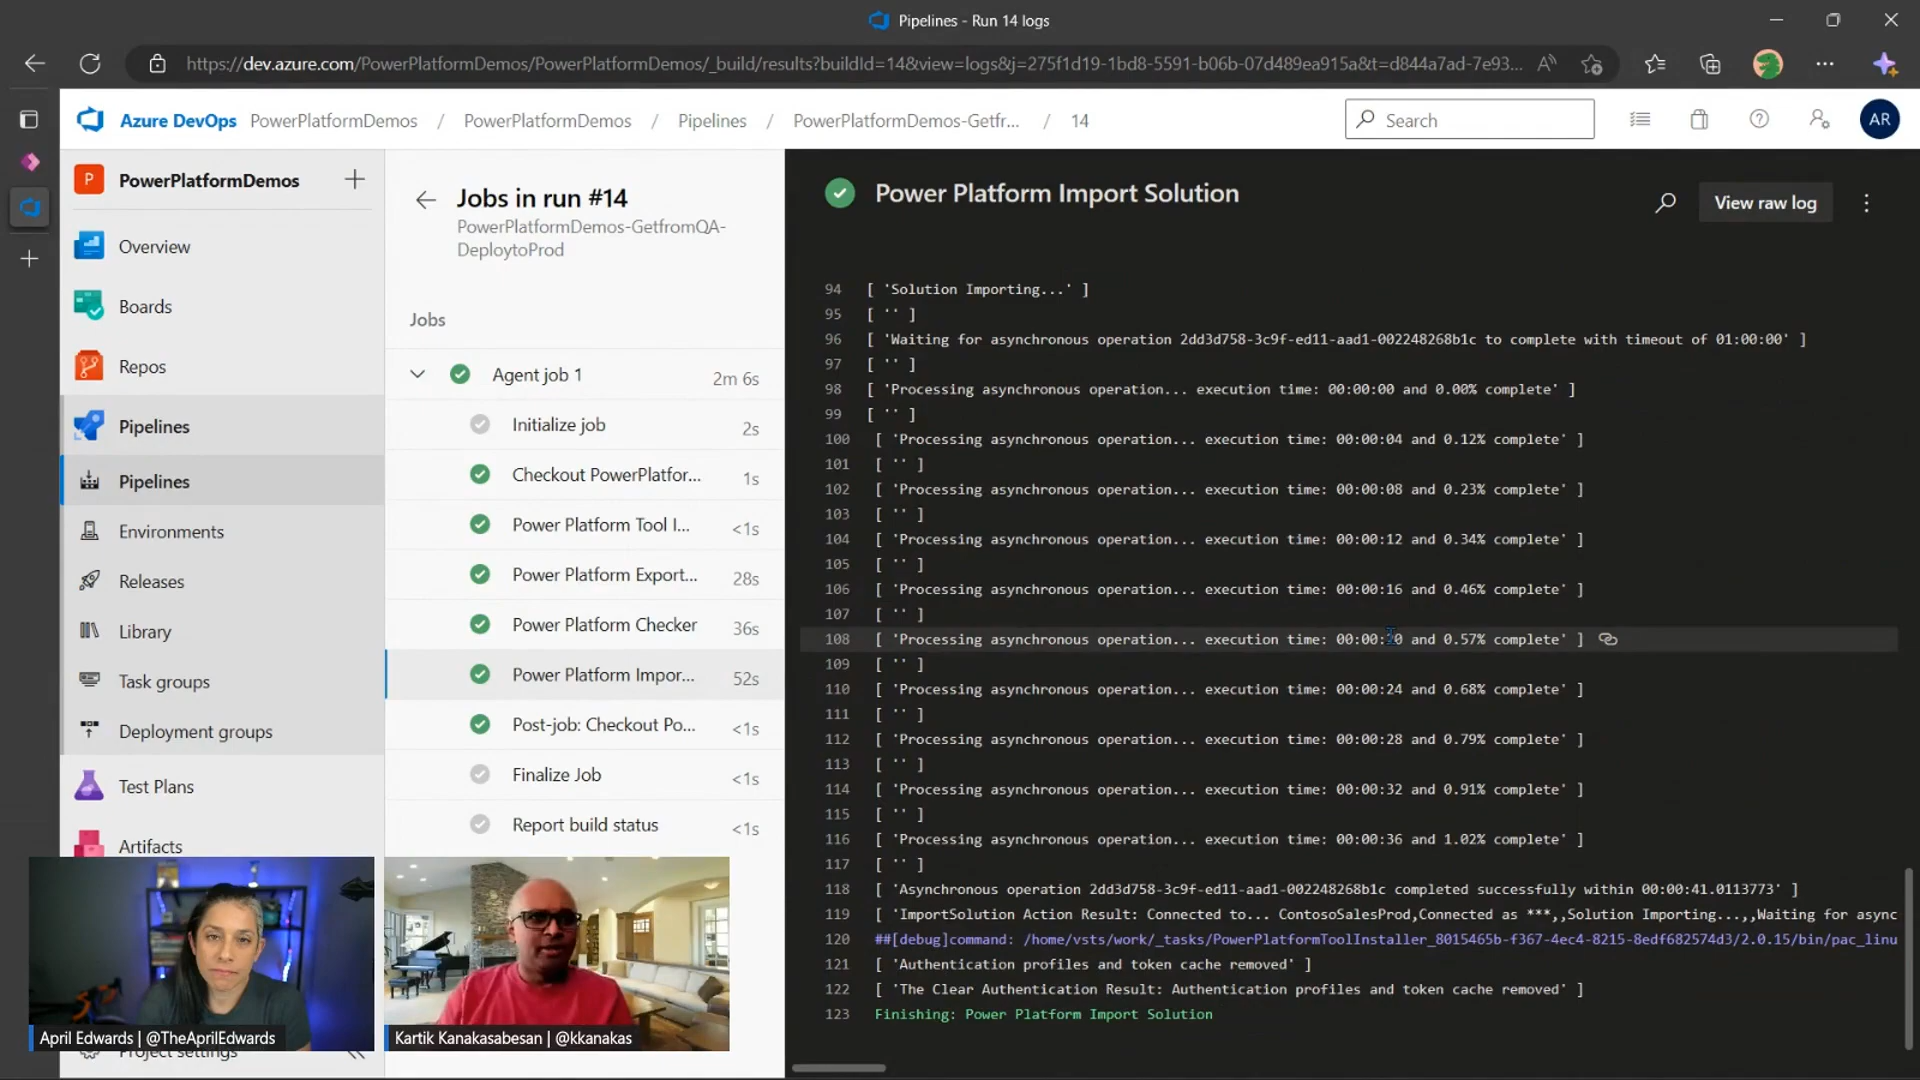 Pipelines - Run 14 logs
https://dev.azure.com/PowerPlatformDemos/PowerPlatformDemos/_build/results?buildId=14&view=logs&j=275f1d19-1bd8-5591-b06b-07d489ea915a&t=d844a7ad-7e93...
Azure DevOps PowerPlatformDemos / PowerPlatformDemos / Pipelines / PowerPlatformDemos-Getfr... / 14
Search
AR
P PowerPlatformDemos
Overview
Boards
Repos
Pipelines
Pipelines
Environments
Releases
Library
Task groups
Deployment groups
Test Plans
Artifacts
Project settings
Jobs in run #14
PowerPlatformDemos-GetfromQA-
DeploytoProd
Jobs
Agent job 1 2m 6s
Initialize job 2s
Checkout PowerPlatfor... 1s
Power Platform Tool I... <1s
Power Platform Export... 28s
Power Platform Checker 36s
Power Platform Impor... 52s
Post-job: Checkout Po... <1s
Finalize Job <1s
Report build status <1s
Power Platform Import Solution
View raw log
94 [ 'Solution Importing...' ]
95 [ '' ]
96 [ 'Waiting for asynchronous operation 2dd3d758-3c9f-ed11-aad1-002248268b1c to complete with timeout of 01:00:00' ]
97 [ '' ]
98 [ 'Processing asynchronous operation... execution time: 00:00:00 and 0.00% complete' ]
99 [ '' ]
100 [ 'Processing asynchronous operation... execution time: 00:00:04 and 0.12% complete' ]
101 [ '' ]
102 [ 'Processing asynchronous operation... execution time: 00:00:08 and 0.23% complete' ]
103 [ '' ]
104 [ 'Processing asynchronous operation... execution time: 00:00:12 and 0.34% complete' ]
105 [ '' ]
106 [ 'Processing asynchronous operation... execution time: 00:00:16 and 0.46% complete' ]
107 [ '' ]
108 [ 'Processing asynchronous operation... execution time: 00:00:20 and 0.57% complete' ]
109 [ '' ]
110 [ 'Processing asynchronous operation... execution time: 00:00:24 and 0.68% complete' ]
111 [ '' ]
112 [ 'Processing asynchronous operation... execution time: 00:00:28 and 0.79% complete' ]
113 [ '' ]
114 [ 'Processing asynchronous operation... execution time: 00:00:32 and 0.91% complete' ]
115 [ '' ]
116 [ 'Processing asynchronous operation... execution time: 00:00:36 and 1.02% complete' ]
117 [ '' ]
118 [ 'Asynchronous operation 2dd3d758-3c9f-ed11-aad1-002248268b1c completed successfully within 00:00:41.0113773' ]
119 [ 'ImportSolution Action Result: Connected to... ContosoSalesProd,Connected as ***,,Solution Importing...,,Waiting for async
120 ##[debug]command: /home/vsts/work/_tasks/PowerPlatformToolInstaller_8015465b-f367-4ec4-8215-8edf682574d3/2.0.15/bin/pac_linu
121 [ 'Authentication profiles and token cache removed' ]
122 [ 'The Clear Authentication Result: Authentication profiles and token cache removed' ]
123 Finishing: Power Platform Import Solution
April Edwards | @TheAprilEdwards
Kartik Kanakasabesan | @kkanakas